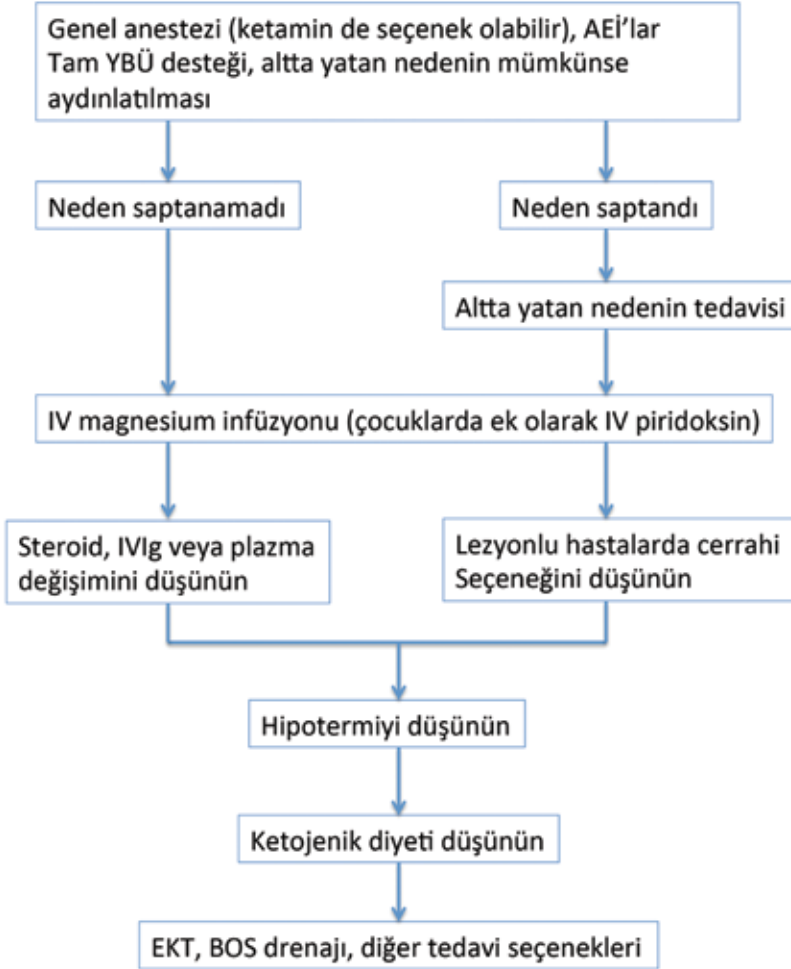 Genel anestezi (ketamin de seçenek olabilir), AEİ’lar
Tam YBÜ desteği, altta yatan nedenin mümkünse
aydınlatılması
Neden saptanamadı
Neden saptandı
Altta yatan nedenin tedavisi
IV magnesium infüzyonu (çocuklarda ek olarak IV piridoksin)
Steroid, IVIg veya plazma
değişimini düşünün
Lezyonlu hastalarda cerrahi
Seçeneğini düşünün
Hipotermiyi düşünün
Ketojenik diyeti düşünün
EKT, BOS drenajı, diğer tedavi seçenekleri